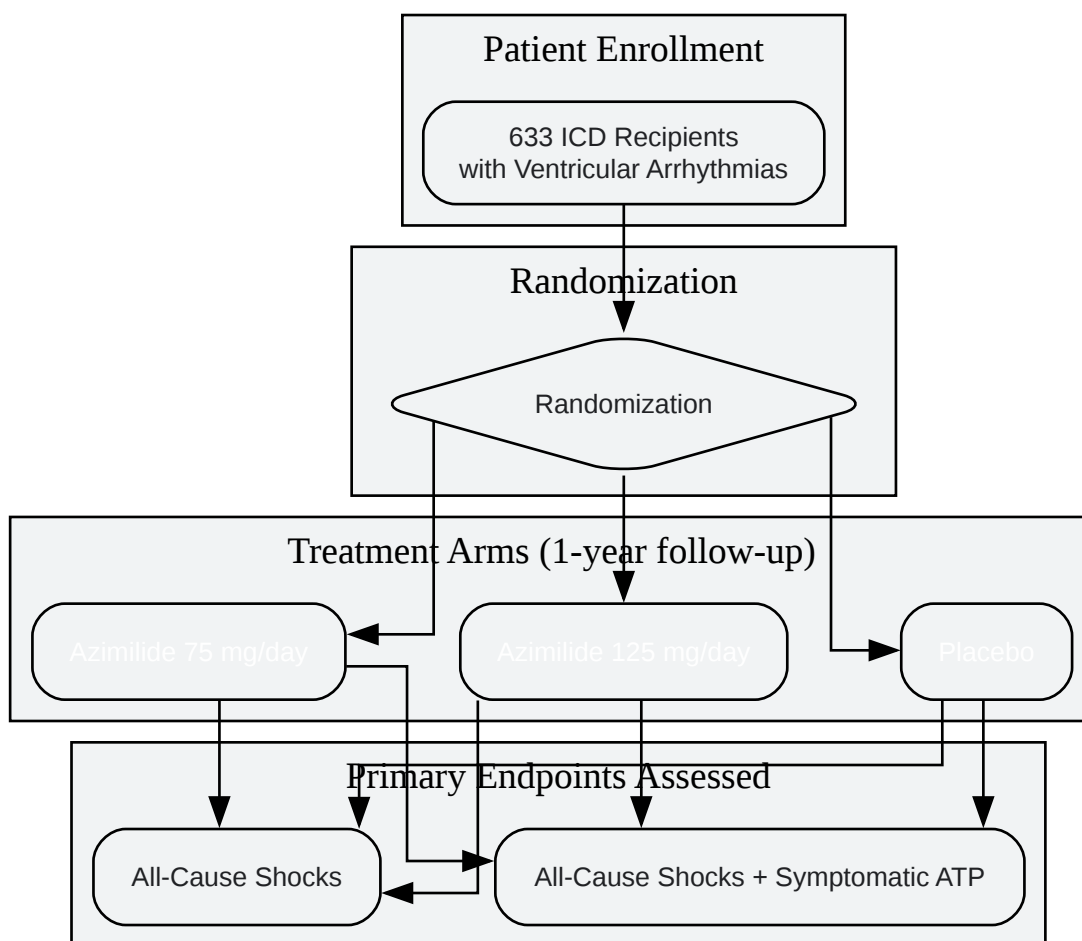 Patient Enrollment
633 ICD Recipients
with Ventricular Arrhythmias
Randomization
Randomization
Treatment Arms (1-year follow-up)
Azimilide 75 mg/day
Azimilide 125 mg/day
Placebo
Primary Endpoints Assessed
All-Cause Shocks
All-Cause Shocks + Symptomatic ATP